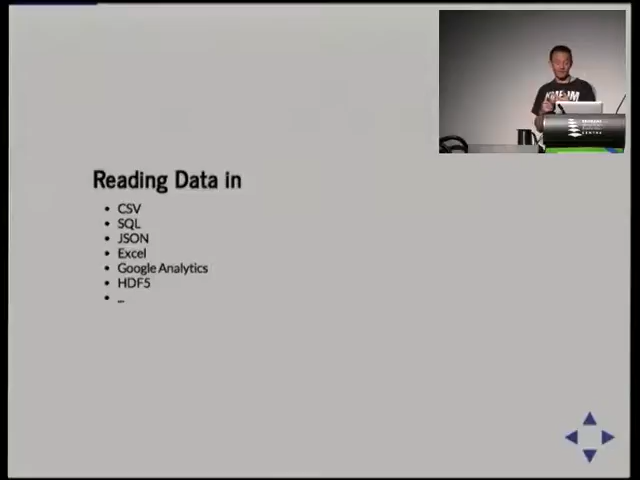 Reading Data in
• CSV
• SQL
• JSON
• Excel
• Google Analytics
• HDF5
• ...